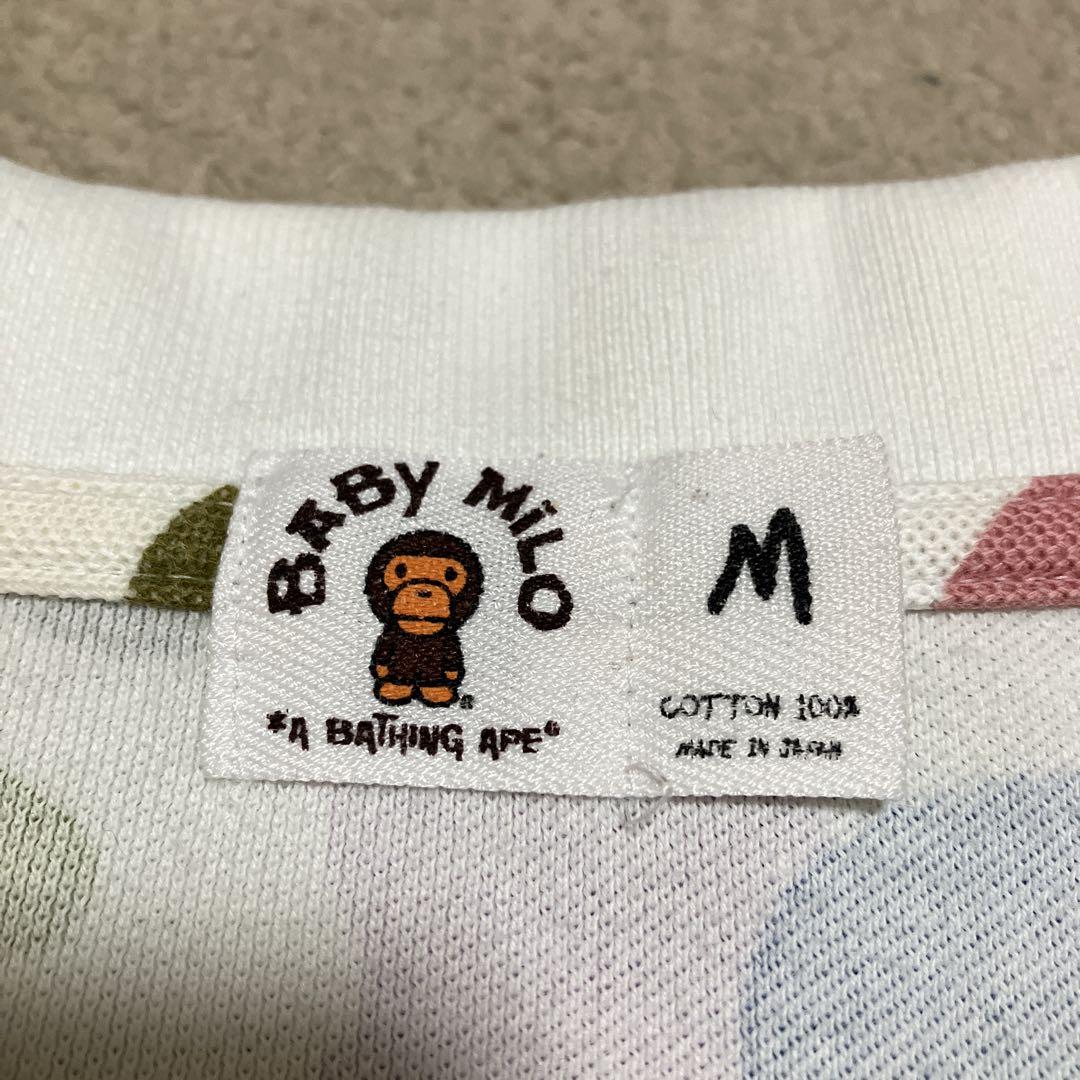 BABY MILO
®
*A BATHING APE*
M
COTTON 100%
MADE IN JAPAN